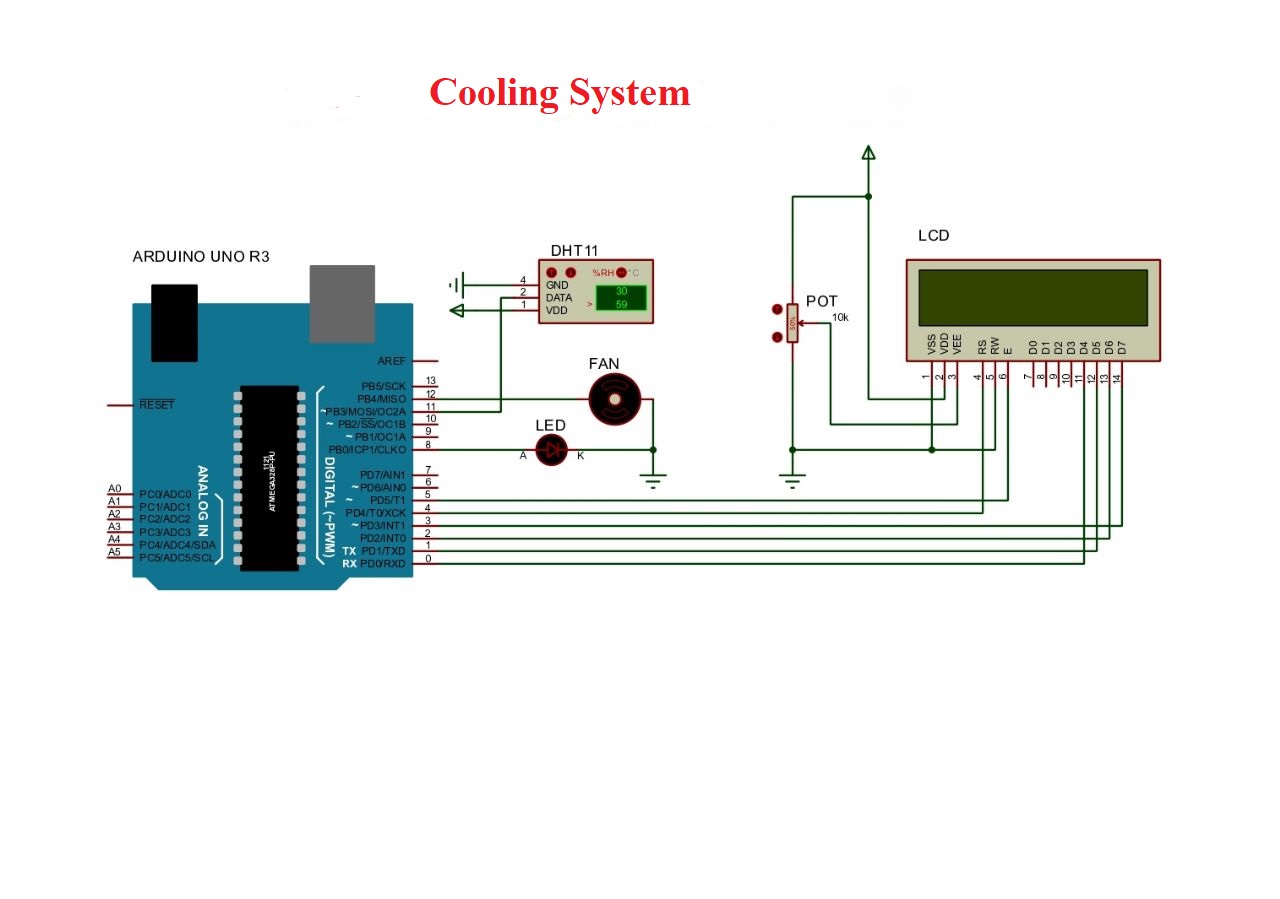 Cooling System
ARDUINO UNO R3
RESET
AREF
PB5/SCK 13
PB4/MISO 12
~PB3/MOSI/OC2A 11
~ PB2/SS/OC1B 10
~ PB1/OC1A 9
PB0/ICP1/CLKO 8
PD7/AIN1 7
~ PD6/AIN0 6
~ PD5/T1 5
PD4/T0/XCK 4
~ PD3/INT1 3
PD2/INT0 2
TX PD1/TXD 1
RX PD0/RXD 0
A0 PC0/ADC0
A1 PC1/ADC1
A2 PC2/ADC2
A3 PC3/ADC3
A4 PC4/ADC4/SDA
A5 PC5/ADC5/SCL
ANALOG IN
1121
ATMEGA328P-PU
DIGITAL (~PWM)
DHT11
%RH °C
4 GND
2 DATA
1 VDD
30
> 59
FAN
LED
A K
POT
10k
50%
LCD
VSS VDD VEE RS RW E D0 D1 D2 D3 D4 D5 D6 D7
1 2 3 4 5 6 7 8 9 10 11 12 13 14